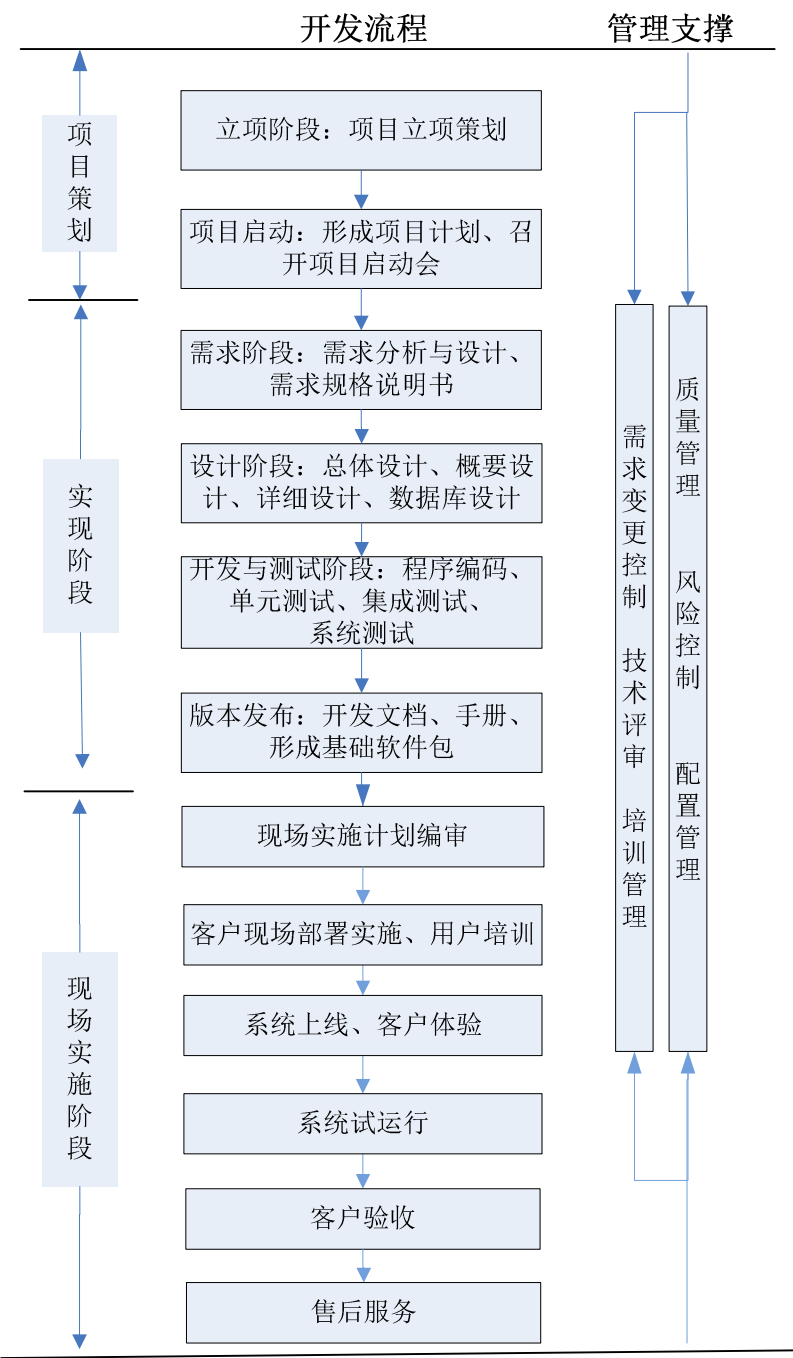 开发流程
管理支撑
项目策划
立项阶段：项目立项策划
项目启动：形成项目计划、召
开项目启动会
实现阶段
需求阶段：需求分析与设计、
需求规格说明书
设计阶段：总体设计、概要设
计、详细设计、数据库设计
开发与测试阶段：程序编码、
单元测试、集成测试、
系统测试
版本发布：开发文档、手册、
形成基础软件包
现场实施阶段
现场实施计划编审
客户现场部署实施、用户培训
系统上线、客户体验
系统试运行
客户验收
售后服务
需求变更控制 技术评审 培训管理
质量管理 风险控制 配置管理